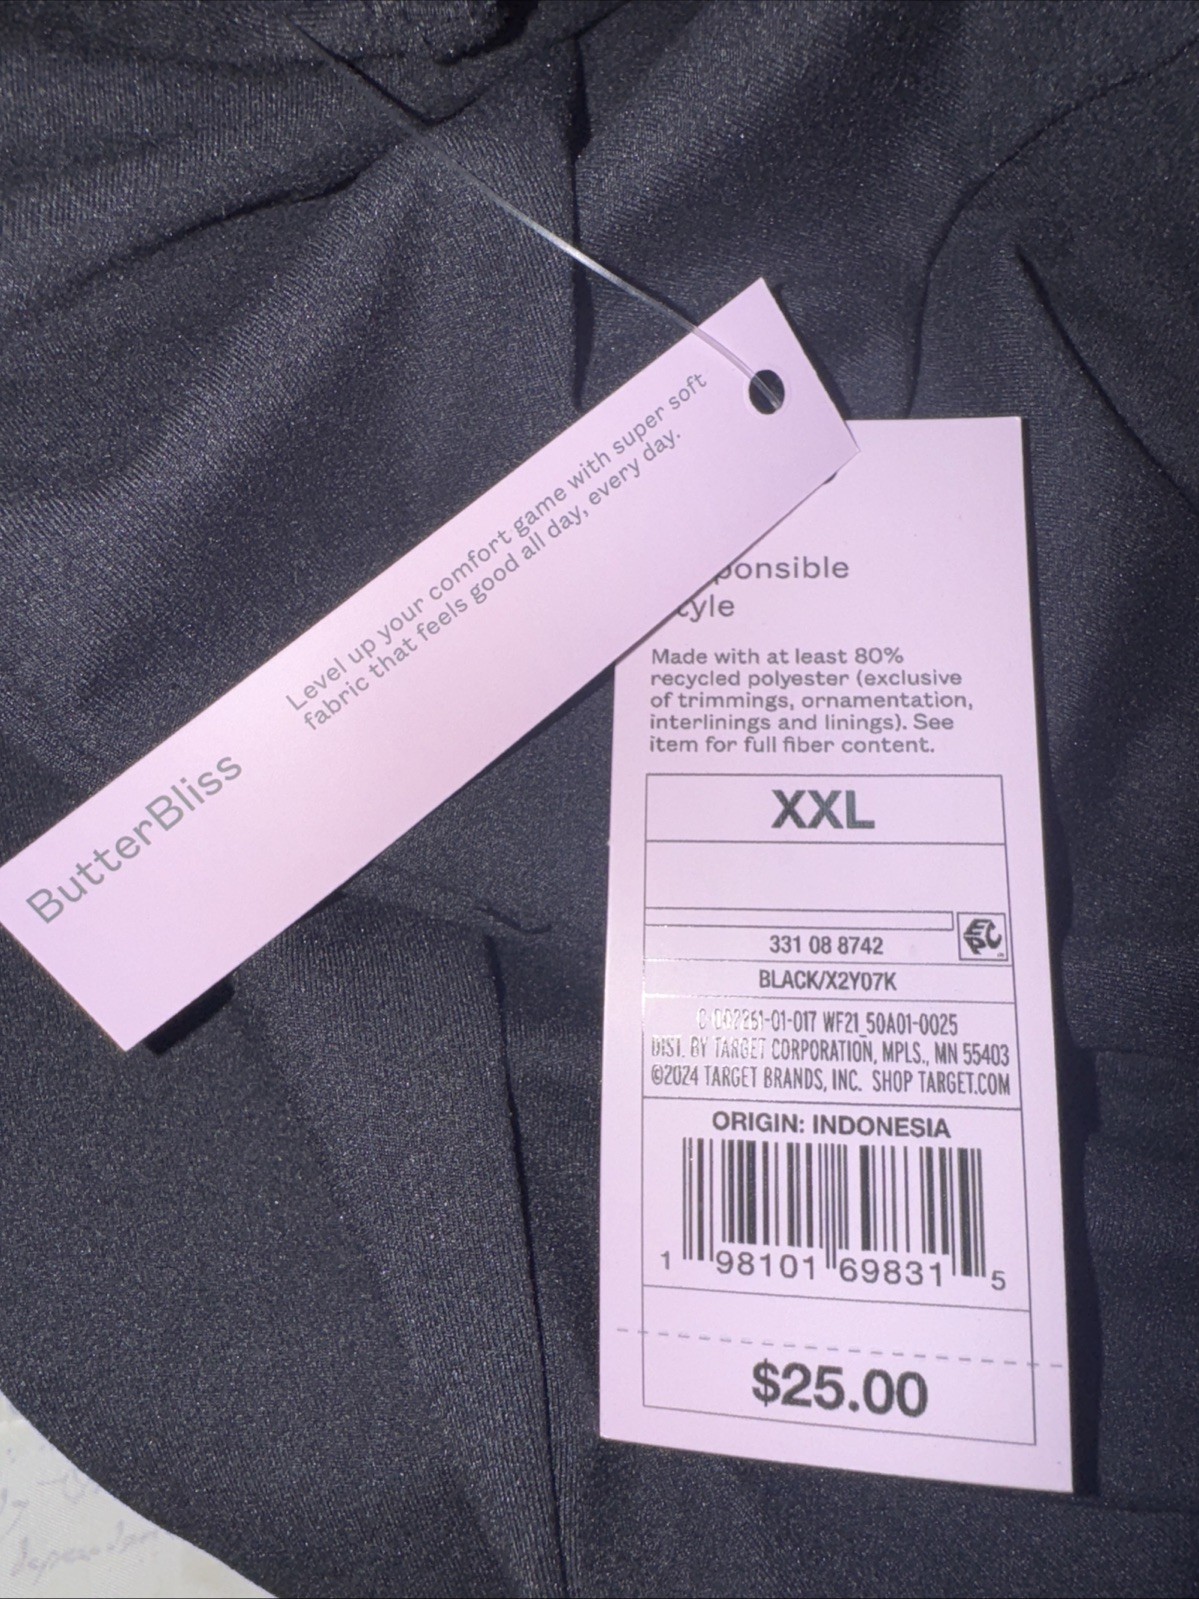 ButterBliss
Level up your comfort game with super soft
fabric that feels good all day, every day.
Made with at least 80%
recycled polyester (exclusive
of trimmings, ornamentation,
interlinings and linings). See
item for full fiber content.
XXL
331 08 8742
EPC
BLACK/X2Y07K
WF21_50A01-0025
DIST. BY TARGET CORPORATION, MPLS., MN 55403
©2024 TARGET BRANDS, INC. SHOP TARGET.COM
ORIGIN: INDONESIA
1 98101 69831 5
$25.00